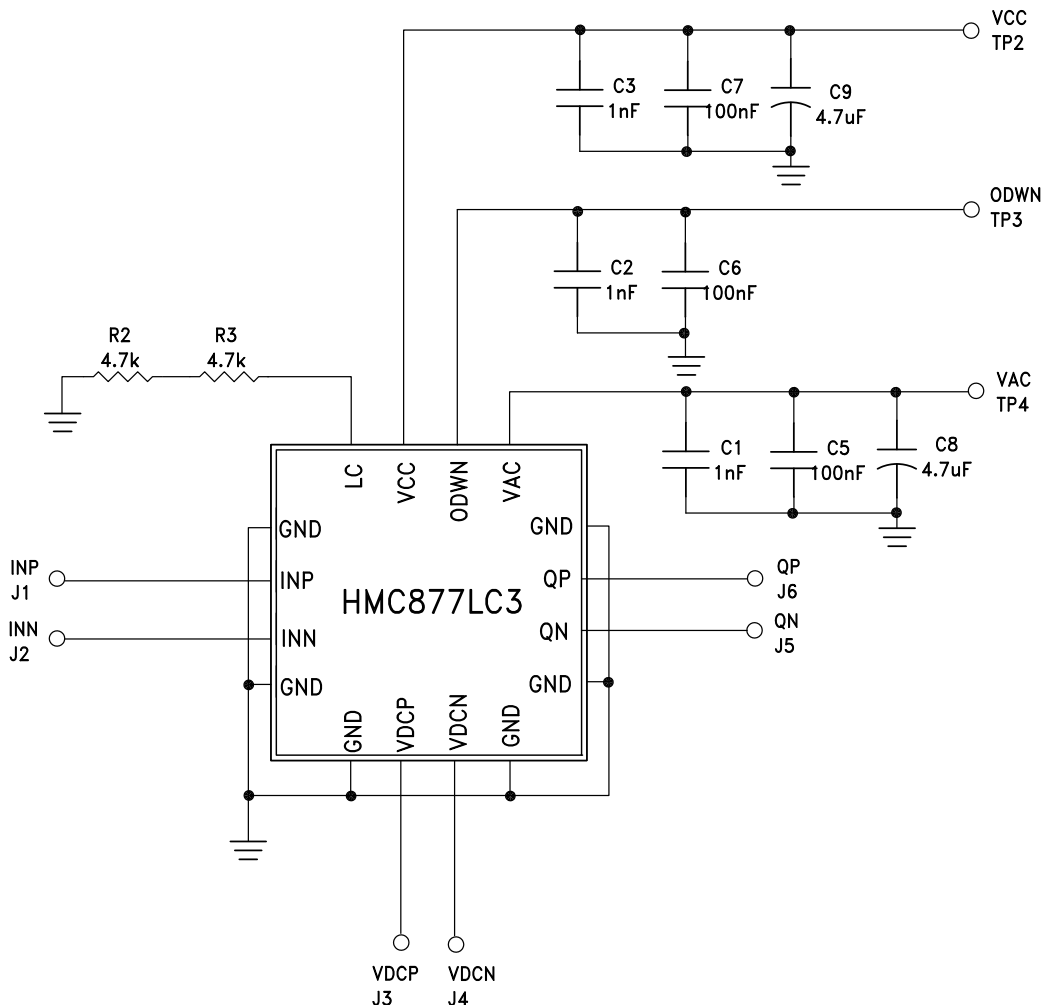 VCC
TP2
C3
1nF
C7
100nF
C9
4.7uF
ODWN
TP3
C2
1nF
C6
100nF
R2
4.7k
R3
4.7k
VAC
TP4
C1
1nF
C5
100nF
C8
4.7uF
LC
VCC
ODWN
VAC
GND
GND
INP
J1
INP
QP
QP
J6
HMC877LC3
INN
J2
INN
QN
QN
J5
GND
GND
GND
VDCP
VDCN
GND
VDCP
J3
VDCN
J4